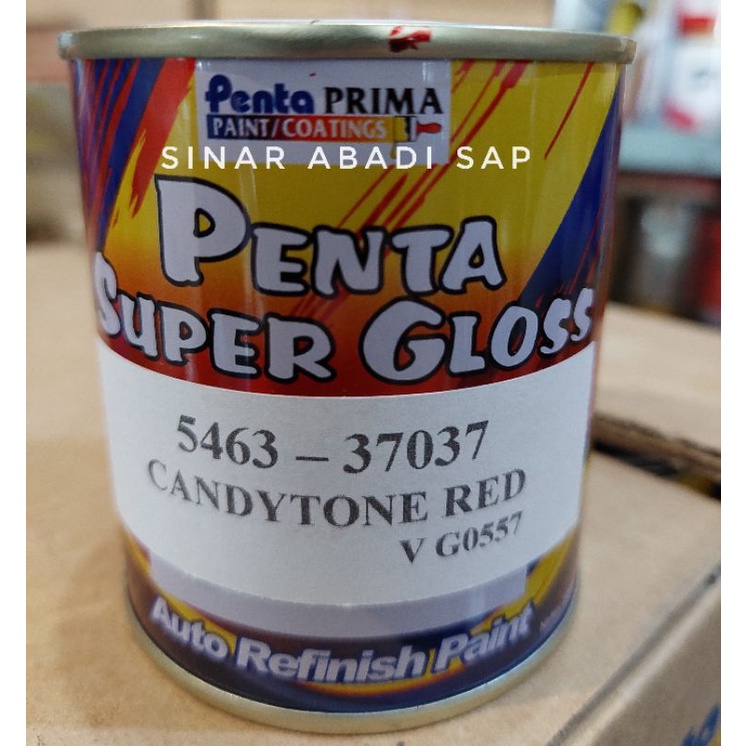 Penta PRIMA
PAINT/COATINGS
SINAR ABADI SAP
PENTA
SUPER GLOSS
5463 – 37037
CANDYTONE RED
V G0557
Auto Refinish Paint